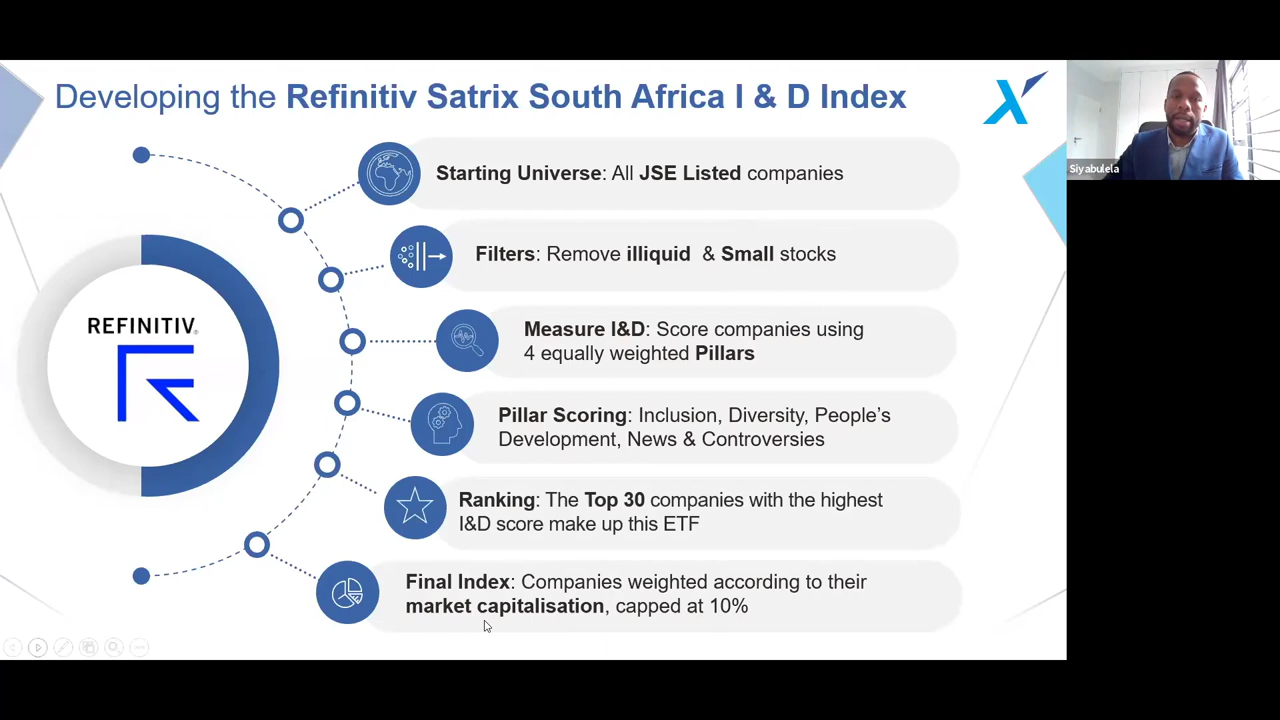 Developing the Refinitiv Satrix South Africa I & D Index
Siyabulela
Starting Universe: All JSE Listed companies
Filters: Remove illiquid & Small stocks
REFINITIV
Measure I&D: Score companies using
4 equally weighted Pillars
Pillar Scoring: Inclusion, Diversity, People's
Development, News & Controversies
Ranking: The Top 30 companies with the highest
I&D score make up this ETF
Final Index: Companies weighted according to their
market capitalisation, capped at 10%